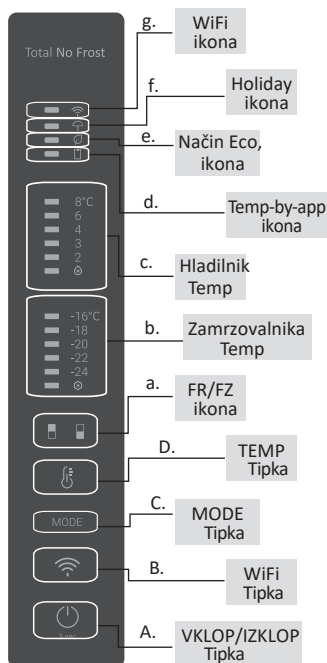 g.
WiFi
ikona
Total No Frost
f.
Holiday
ikona
e.
Način Eco,
ikona
d.
Temp-by-app
ikona
8°C
6
4
3
2
c.
Hladilnik
Temp
-16°C
-18
-20
-22
-24
b.
Zamrzovalnika
Temp
a.
FR/FZ
ikona
D.
TEMP
Tipka
MODE
C.
MODE
Tipka
B.
WiFi
Tipka
3 sec
A.
VKLOP/IZKLOP
Tipka